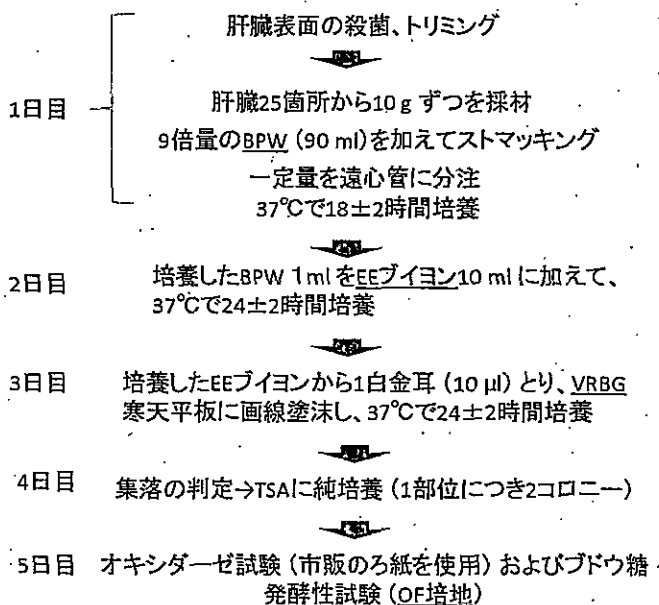 肝臓表面の殺菌、トリミング
1日目
肝臓25箇所から10 g ずつを採材
9倍量のBPW (90 ml)を加えてストマッキング
一定量を遠心管に分注
37℃で18±2時間培養
2日目
培養したBPW 1mlをEEブイヨン10 ml に加えて、
37℃で24±2時間培養
3日目
培養したEEブイヨンから1白金耳 (10 μl) とり、VRBG
寒天平板に画線塗沫し、37℃で24±2時間培養
4日目
集落の判定→TSAに純培養 (1部位につき2コロニー)
5日目
オキシダーゼ試験 (市販のろ紙を使用) およびブドウ糖
発酵性試験 (OF培地)